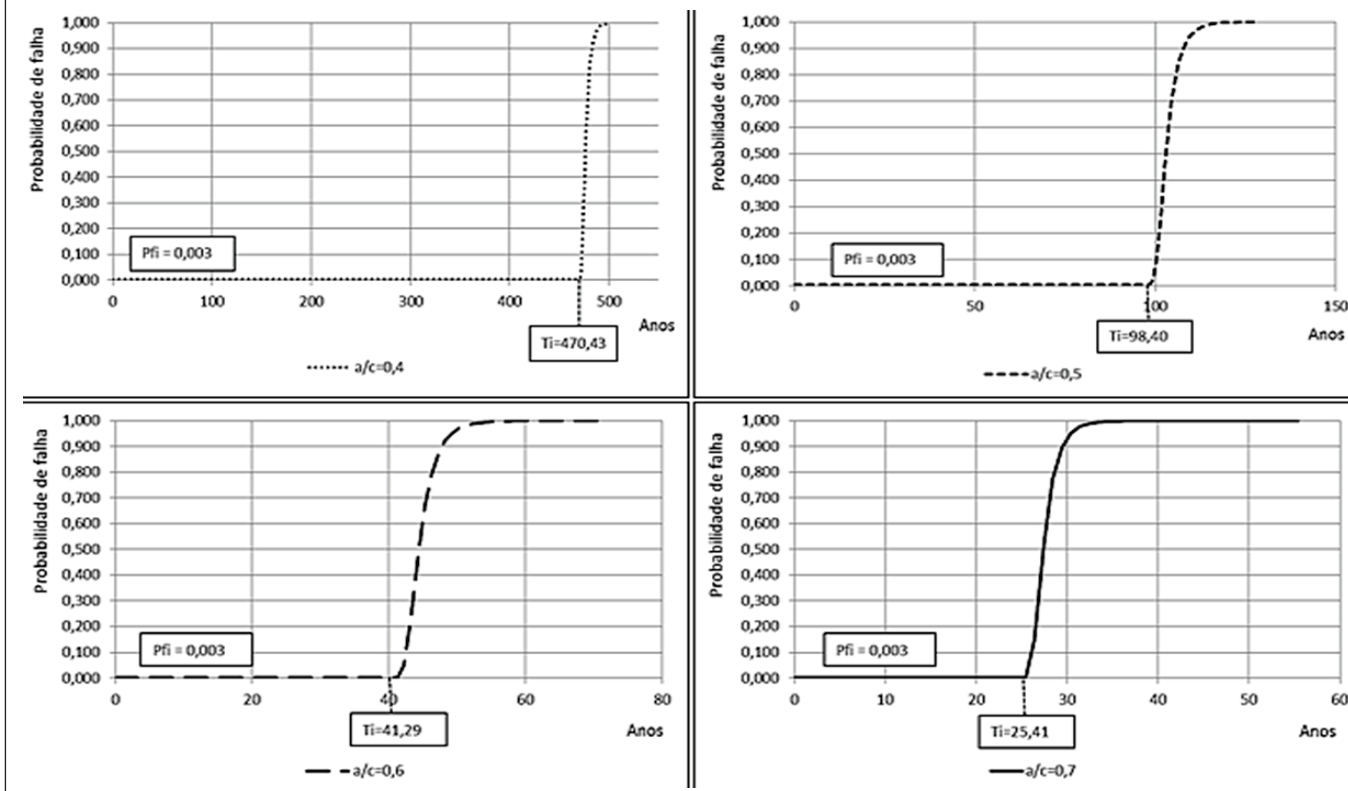 Probabilidade de falha
1,000
0,900
0,800
0,700
0,600
0,500
0,400
0,300
0,200
0,100
0,000
Pfi = 0,003
0 100 200 300 400 500
Anos
Ti=470,43
a/c=0,4
Probabilidade de falha
1,000
0,900
0,800
0,700
0,600
0,500
0,400
0,300
0,200
0,100
0,000
Pfi = 0,003
0 50 100 150
Anos
Ti=98,40
a/c=0,5
Probabilidade de falha
1,000
0,900
0,800
0,700
0,600
0,500
0,400
0,300
0,200
0,100
0,000
Pfi = 0,003
0 20 40 60 80
Anos
Ti=41,29
a/c=0,6
Probabilidade de falha
1,000
0,900
0,800
0,700
0,600
0,500
0,400
0,300
0,200
0,100
0,000
Pfi = 0,003
0 10 20 30 40 50 60
Anos
Ti=25,41
a/c=0,7